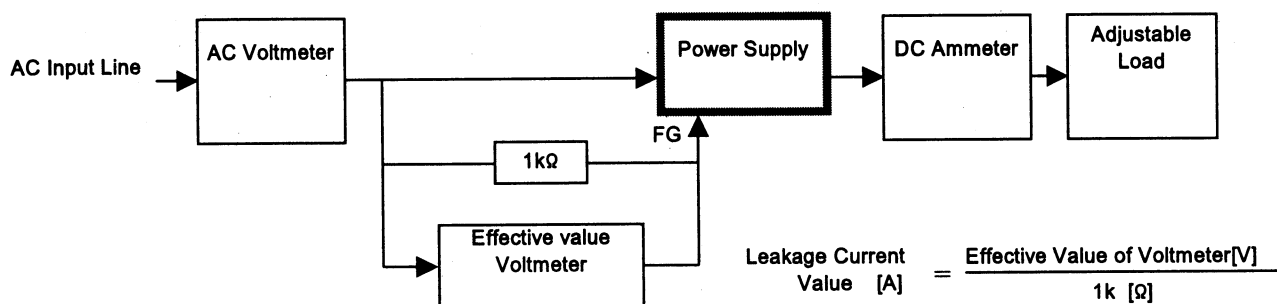 AC Input Line
AC Voltmeter
Power Supply
DC Ammeter
Adjustable
Load
FG
1kΩ
Effective value
Voltmeter
Leakage Current
Value [A]
=
Effective Value of Voltmeter[V]
1k [Ω]